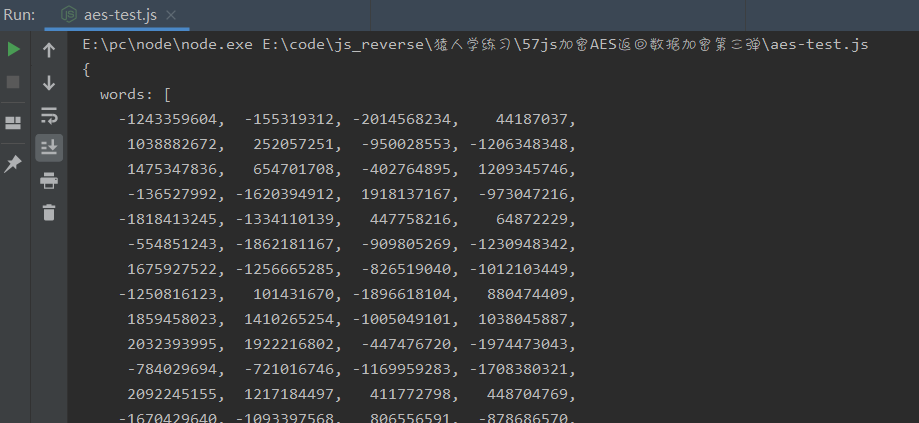 Run: aes-test.js
E:\pc\node\node.exe E:\code\js_reverse\猿人学练习\57js加密AES返回数据加密第三弹\aes-test.js
{
words: [
-1243359604, -155319312, -2014568234, 44187037,
1038882672, 252057251, -950028553, -1206348348,
1475347836, 654701708, -402764895, 1209345746,
-136527992, -1620394912, 1918137167, -973047216,
-1818413245, -1334110139, 447758216, 64872229,
-554851243, -1862181167, -909805269, -1230948342,
1675927522, -1256665285, -826519040, -1012103449,
-1250816123, 101431670, -1896618104, 880474409,
1859458023, 1410265254, -1005049101, 1038045887,
2032393995, 1922216802, -447476720, -1974473043,
-784029694, -721016746, -1169959283, -1708380321,
2092245155, 1217184497, 411772798, 448704769,
-1670429640, -1093397568, 806556591, -878686570,